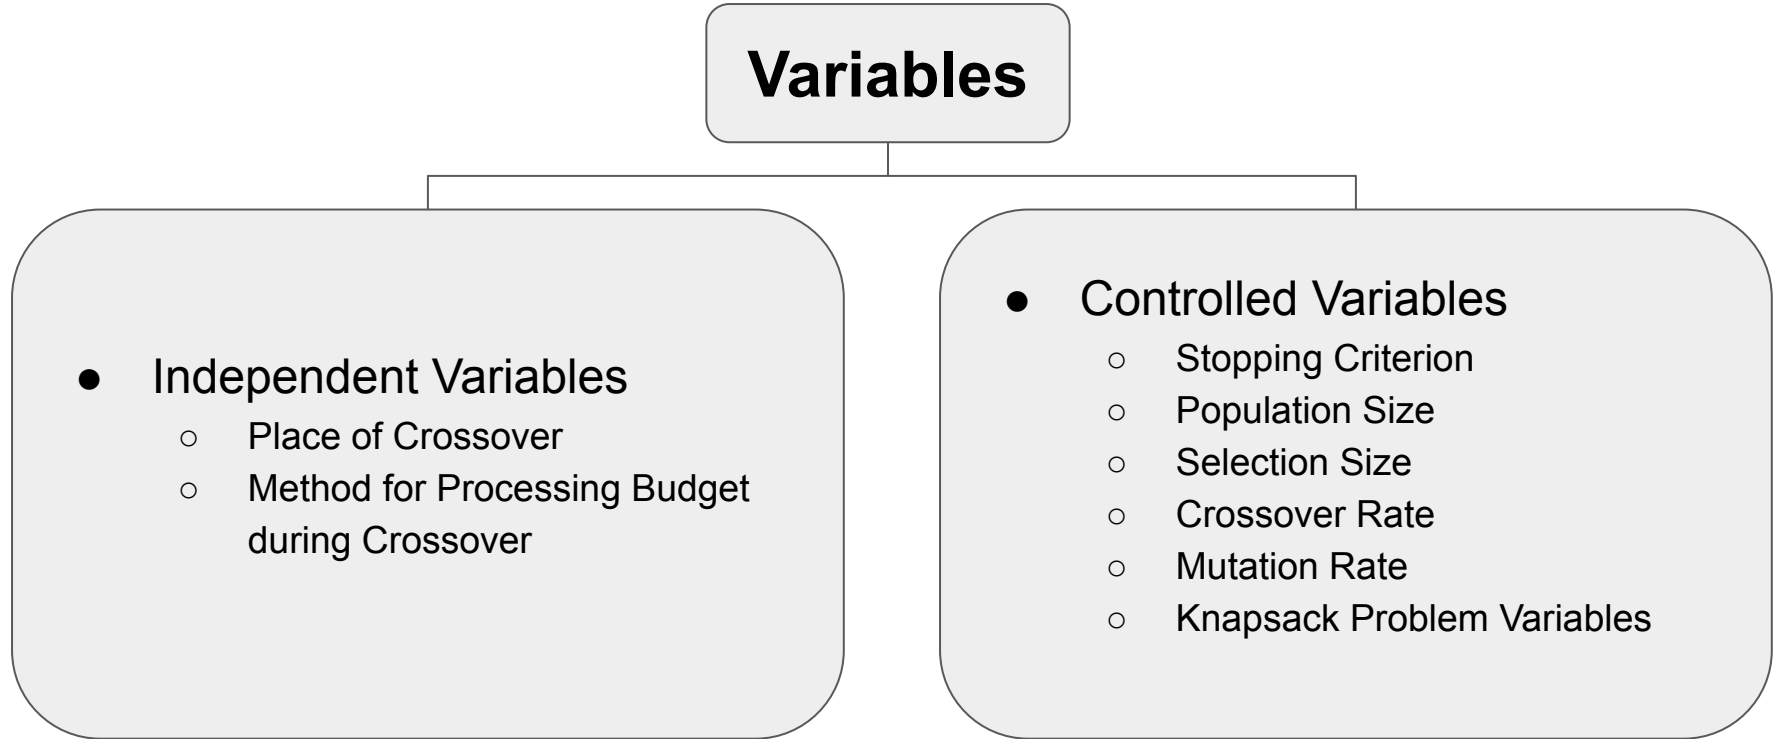 Variables
● Independent Variables
○ Place of Crossover
○ Method for Processing Budget
during Crossover
● Controlled Variables
○ Stopping Criterion
○ Population Size
○ Selection Size
○ Crossover Rate
○ Mutation Rate
○ Knapsack Problem Variables